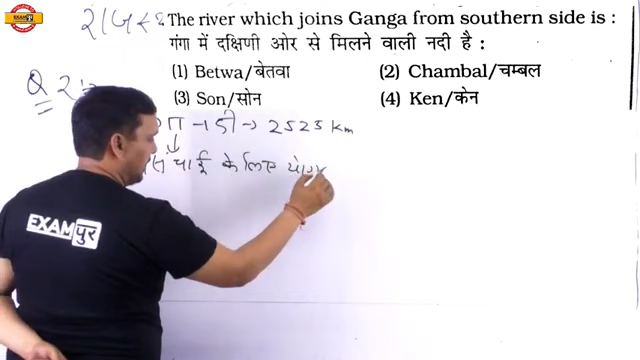 EXAMपुर
The river which joins Ganga from southern side is :
गंगा में दक्षिणी ओर से मिलने वाली नदी है :
(1) Betwa/बेतवा
(2) Chambal/चम्बल
(3) Son/सोन
(4) Ken/केन
Q
→ 2525 km
के लिए
EXAMपुर